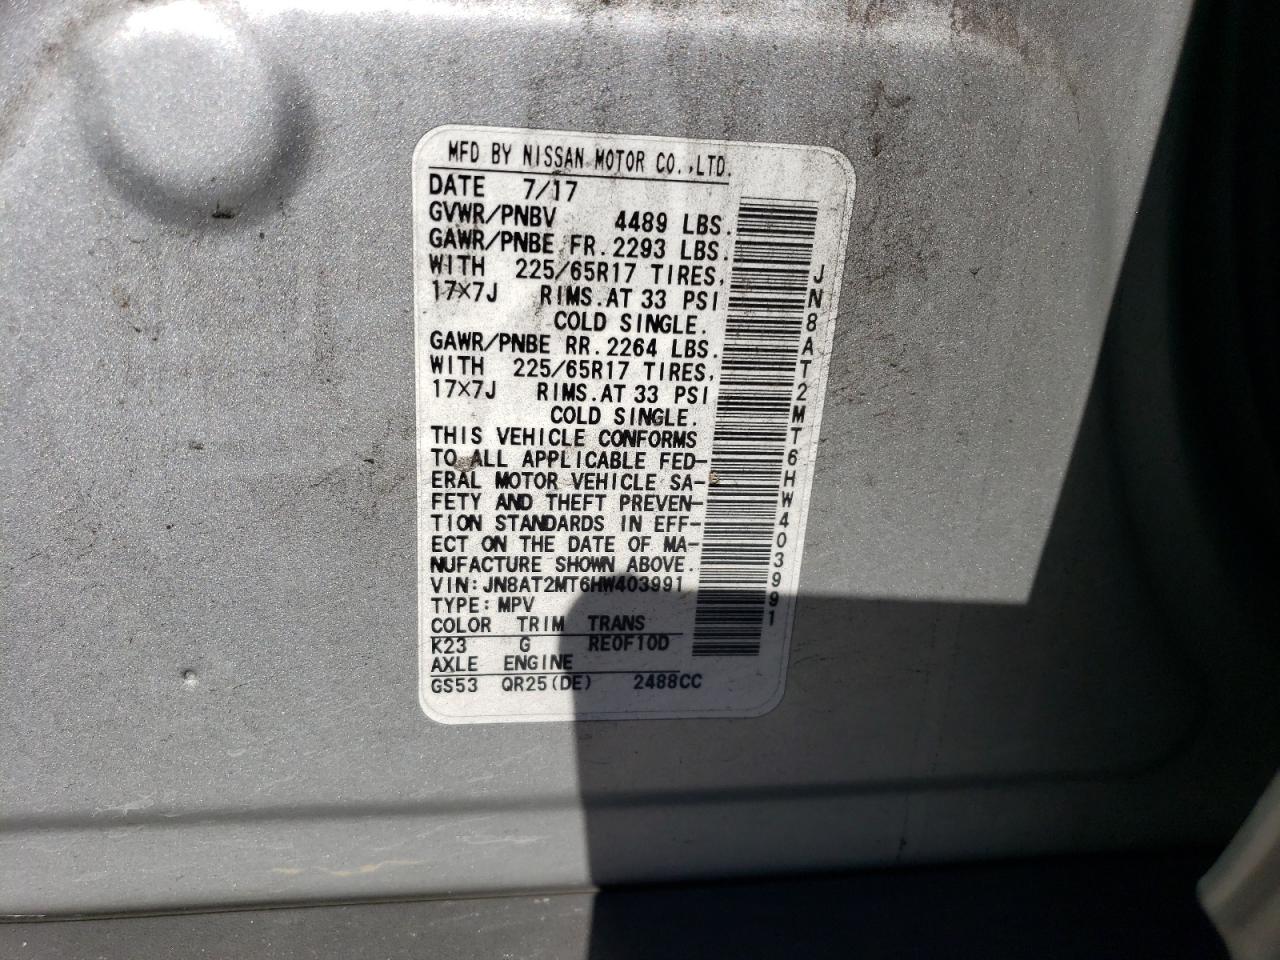 MFD BY NISSAN MOTOR CO.,LTD.
DATE 7/17
GVWR/PNBV 4489 LBS.
GAWR/PNBE FR.2293 LBS.
WITH 225/65R17 TIRES,
17X7J RIMS.AT 33 PSI
COLD SINGLE.
GAWR/PNBE RR.2264 LBS.
WITH 225/65R17 TIRES,
17X7J RIMS.AT 33 PSI
COLD SINGLE.
THIS VEHICLE CONFORMS
TO ALL APPLICABLE FED-
ERAL MOTOR VEHICLE SA-
FETY AND THEFT PREVEN-
TION STANDARDS IN EFF-
ECT ON THE DATE OF MA-
NUFACTURE SHOWN ABOVE.
VIN:JN8AT2MT6HW403991
TYPE:MPV
COLOR TRIM TRANS
K23 G RE0F10D
AXLE ENGINE
GS53 QR25(DE) 2488CC
JN8AT2MT6HW403991